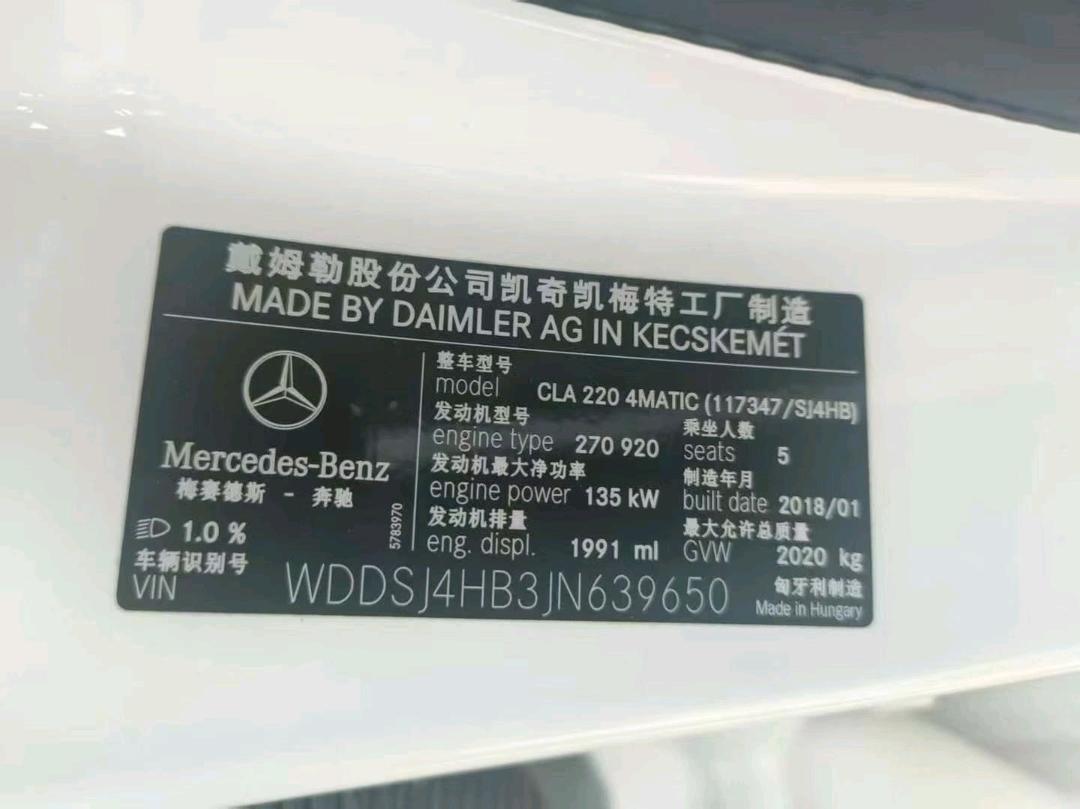 戴姆勒股份公司凯奇凯梅特工厂制造
MADE BY DAIMLER AG IN KECSKEMÉT
整车型号
model CLA 220 4MATIC (117347/SJ4HB)
发动机型号
engine type 270 920
乘坐人数
seats 5
发动机最大净功率
engine power 135 kW
制造年月
built date 2018/01
发动机排量
eng. displ. 1991 ml
最大允许总质量
GVW 2020 kg
Mercedes-Benz
梅赛德斯 - 奔驰
5783970
1.0 %
车辆识别号
VIN WDDSJ4HB3JN639650
匈牙利制造
Made in Hungary